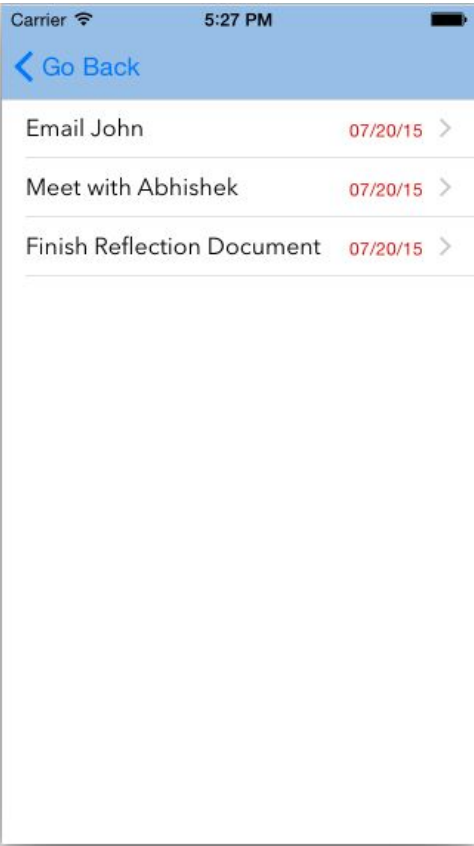 Carrier 5:27 PM
Go Back
Email John 07/20/15
Meet with Abhishek 07/20/15
Finish Reflection Document 07/20/15